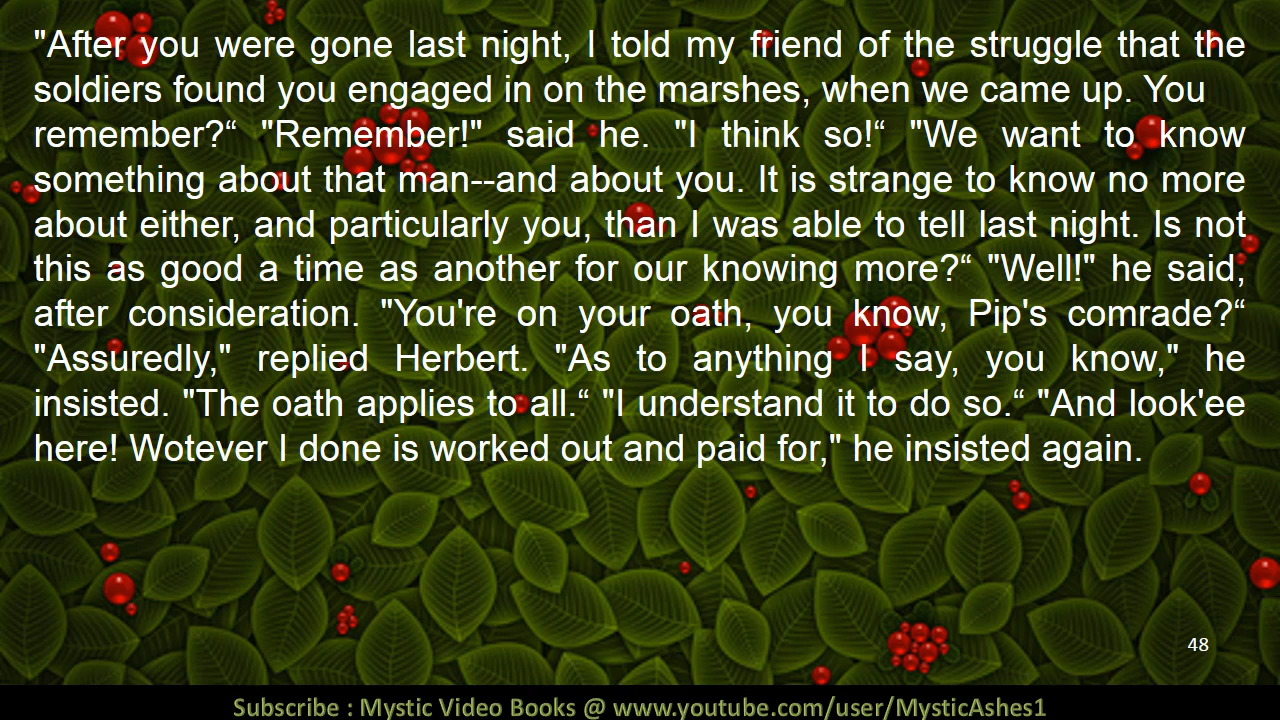 "After you were gone last night, I told my friend of the struggle that the
soldiers found you engaged in on the marshes, when we came up. You
remember?“ "Remember!" said he. "I think so!“ "We want to know
something about that man--and about you. It is strange to know no more
about either, and particularly you, than I was able to tell last night. Is not
this as good a time as another for our knowing more?“ "Well!" he said,
after consideration. "You're on your oath, you know, Pip's comrade?“
"Assuredly," replied Herbert. "As to anything I say, you know," he
insisted. "The oath applies to all.“ "I understand it to do so.“ "And look'ee
here! Wotever I done is worked out and paid for," he insisted again.
48
Subscribe : Mystic Video Books @ www.youtube.com/user/MysticAshes1